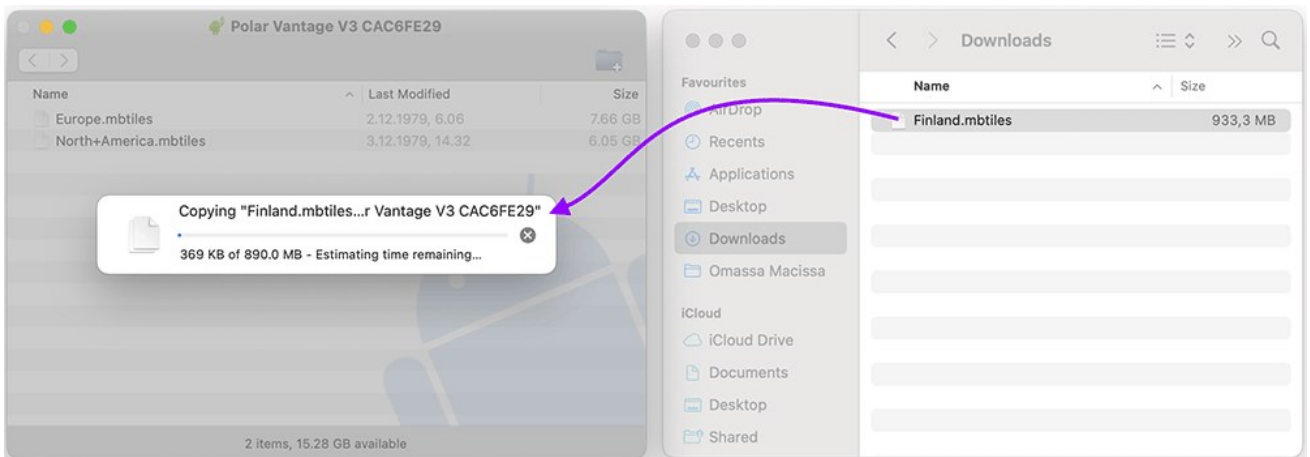 Polar Vantage V3 CAC6FE29
Name Last Modified Size
Europe.mbtiles 2.12.1979, 6.06 7.66 GB
North+America.mbtiles 3.12.1979, 14.32 6.05 GB
Copying "Finland.mbtiles...r Vantage V3 CAC6FE29"
369 KB of 890.0 MB - Estimating time remaining...
2 items, 15.28 GB available
Downloads
Favourites
AirDrop
Recents
Applications
Desktop
Downloads
Omassa Macissa
iCloud
iCloud Drive
Documents
Desktop
Shared
Name Size
Finland.mbtiles 933,3 MB